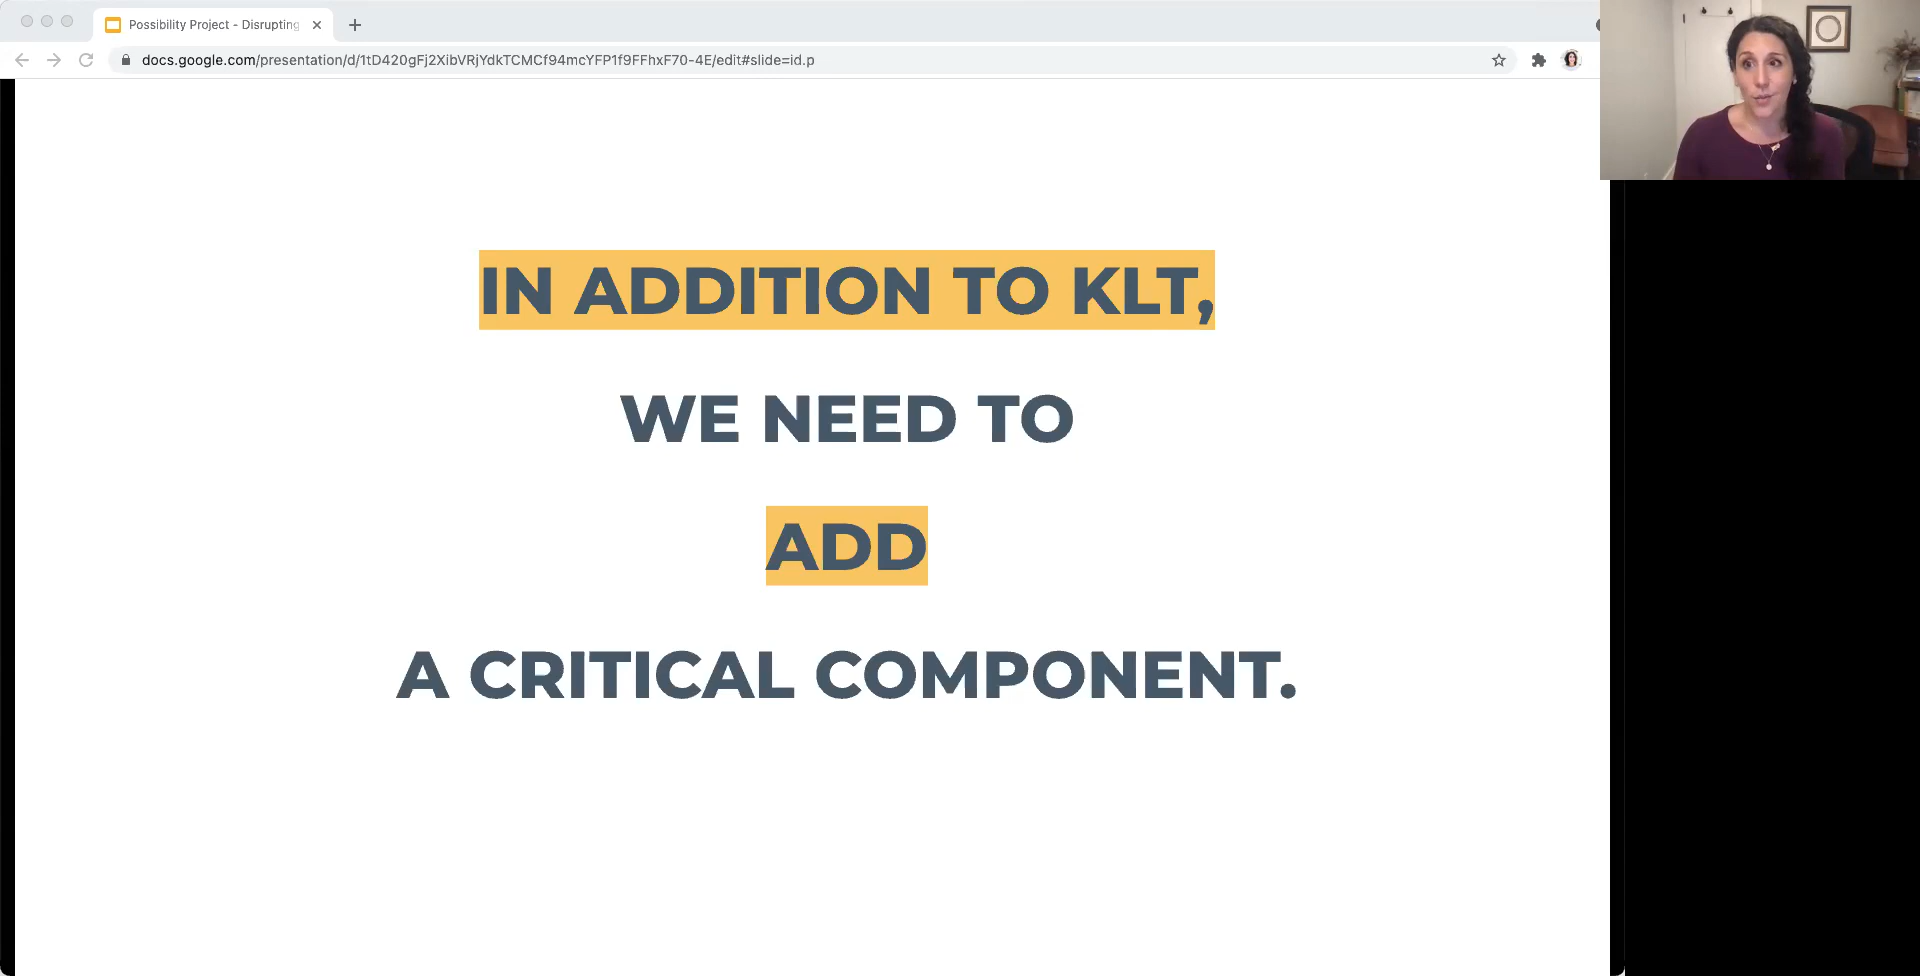 Possibility Project - Disrupting
docs.google.com/presentation/d/1tD420gFj2XibVRjYdkTCMCf94mcYFP1f9FFhxF70-4E/edit#slide=id.p
IN ADDITION TO KLT,
WE NEED TO
ADD
A CRITICAL COMPONENT.